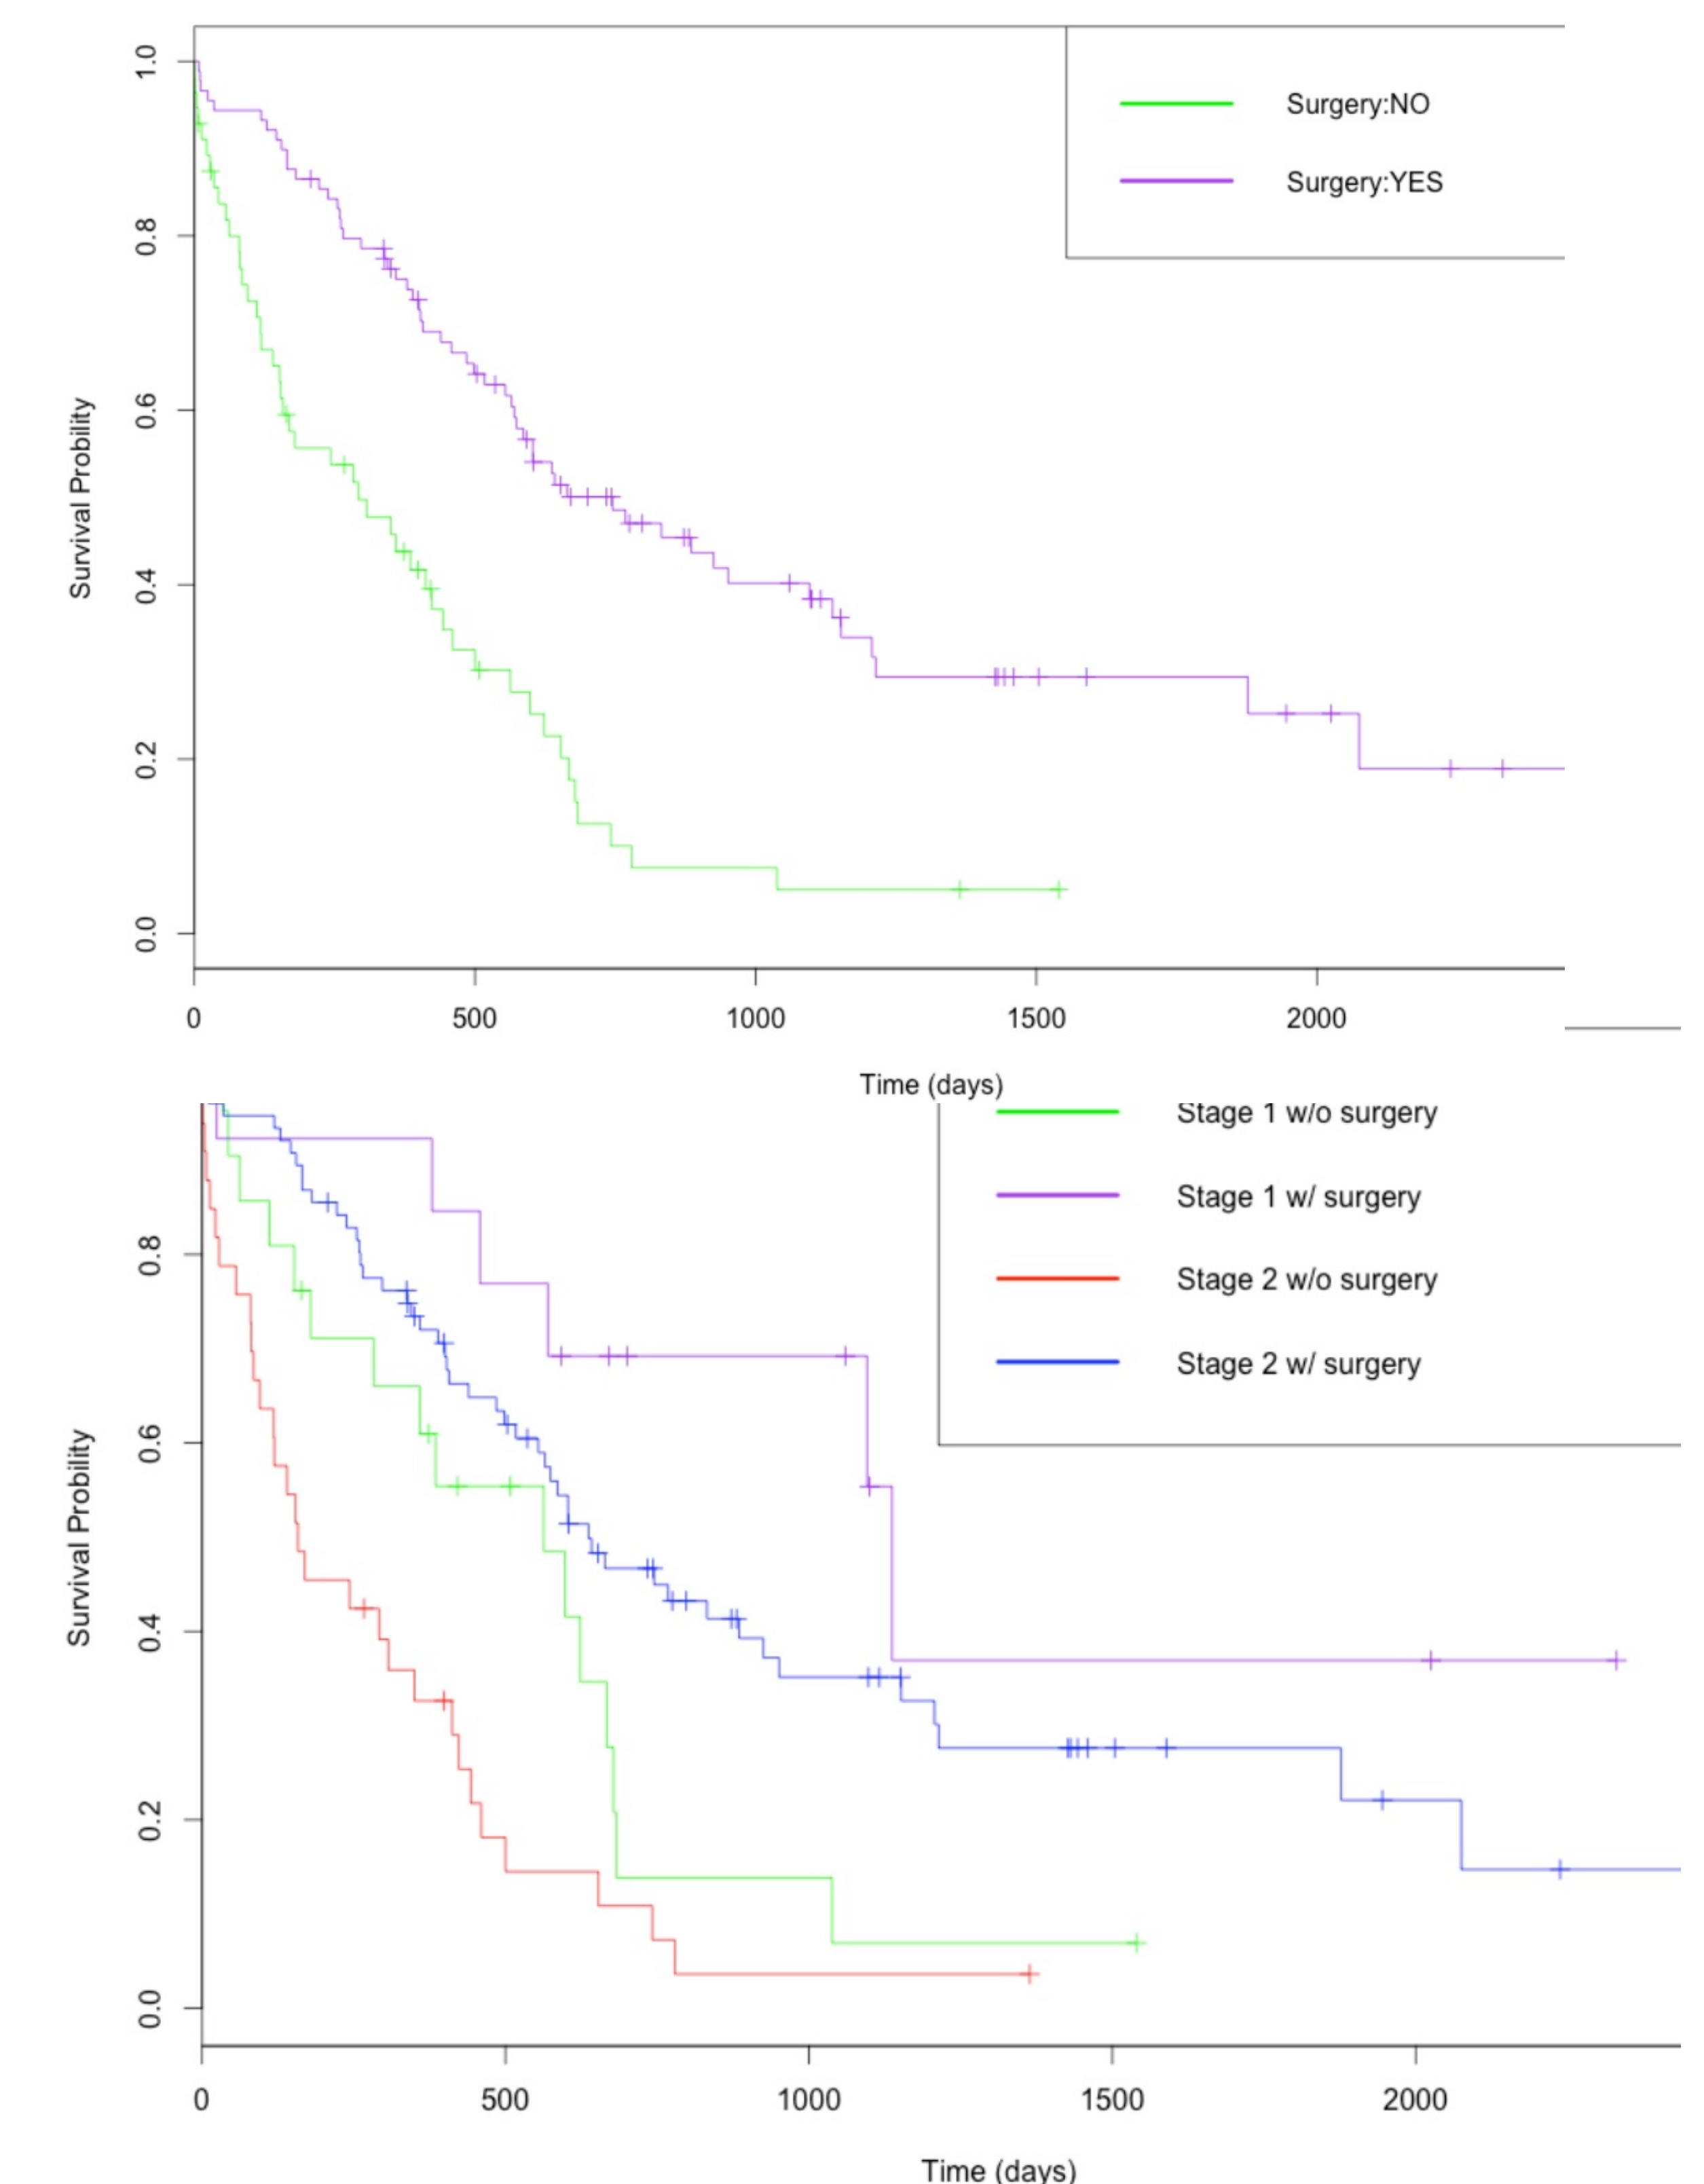 1.0
0.8
0.6
0.4
0.2
0.0
Survival Probility
Surgery:NO
Surgery:YES
0 500 1000 1500 2000
Time (days)
Stage 1 w/o surgery
Stage 1 w/ surgery
Stage 2 w/o surgery
Stage 2 w/ surgery
0.8
0.6
0.4
0.2
0.0
Survival Probility
0 500 1000 1500 2000
Time (days)